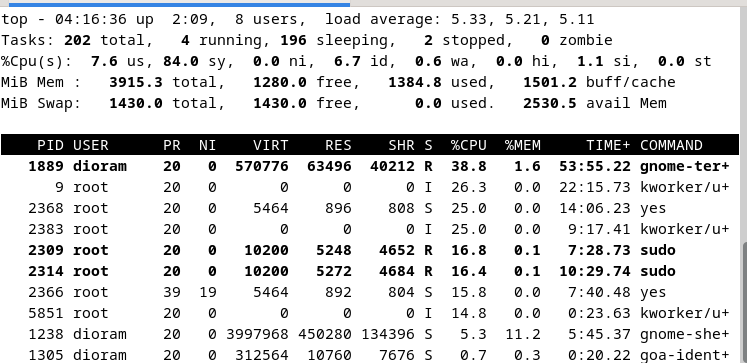 top - 04:16:36 up  2:09,  8 users,  load average: 5.33, 5.21, 5.11
Tasks: 202 total,   4 running, 196 sleeping,   2 stopped,   0 zombie
%Cpu(s):  7.6 us, 84.0 sy,  0.0 ni,  6.7 id,  0.6 wa,  0.0 hi,  1.1 si,  0.0 st
MiB Mem :   3915.3 total,   1280.0 free,   1384.8 used,   1501.2 buff/cache
MiB Swap:   1430.0 total,   1430.0 free,      0.0 used.   2530.5 avail Mem
PID USER      PR  NI    VIRT    RES    SHR S  %CPU  %MEM     TIME+ COMMAND
1889 dioram    20   0  570776  63496  40212 R  38.8   1.6  53:55.22 gnome-ter+
9 root      20   0       0      0      0 I  26.3   0.0  22:15.73 kworker/u+
2368 root      20   0    5464    896    808 S  25.0   0.0  14:06.23 yes
2383 root      20   0       0      0      0 I  25.0   0.0   9:17.41 kworker/u+
2309 root      20   0   10200   5248   4652 R  16.8   0.1   7:28.73 sudo
2314 root      20   0   10200   5272   4684 R  16.4   0.1  10:29.74 sudo
2366 root      39  19    5464    892    804 S  15.8   0.0   7:40.48 yes
5851 root      20   0       0      0      0 I  14.8   0.0   0:23.63 kworker/u+
1238 dioram    20   0 3997968 450280 134396 S   5.3  11.2   5:45.37 gnome-she+
1305 dioram    20   0  312564  10760   7676 S   0.7   0.3   0:20.22 goa-ident+